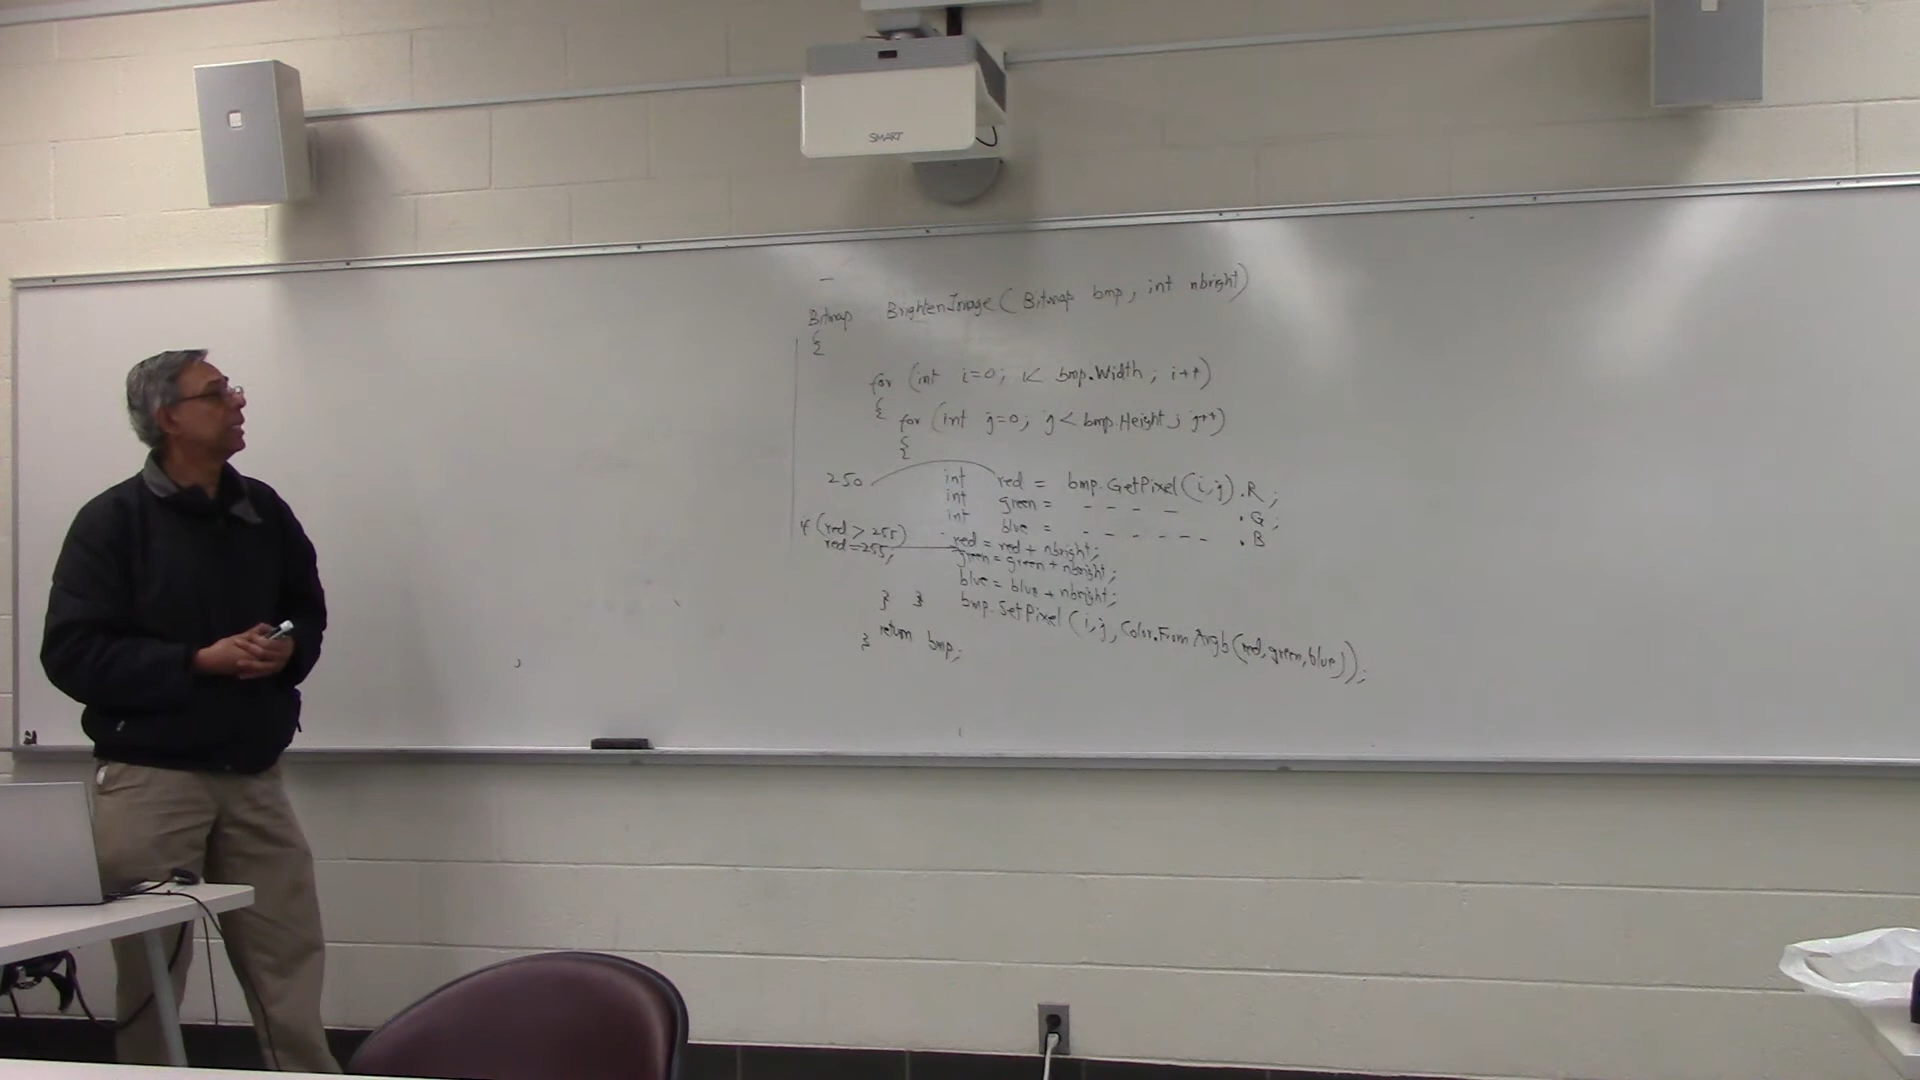 SMART
Bitmap BrightenImage (Bitmap bmp, int nbright)
{
for (int i=0; i< bmp.Width; i++)
{ for (int j=0; j< bmp.Height; j++)
{
250 int red = bmp.GetPixel(i,j).R;
int green = - - - - .G;
int blue = - - - - - - .B
if (red > 255) red = red + nbright;
red=255; green = green + nbright;
blue = blue + nbright;
} } bmp.SetPixel (i,j, Color.FromArgb(red,green,blue));
} return bmp;